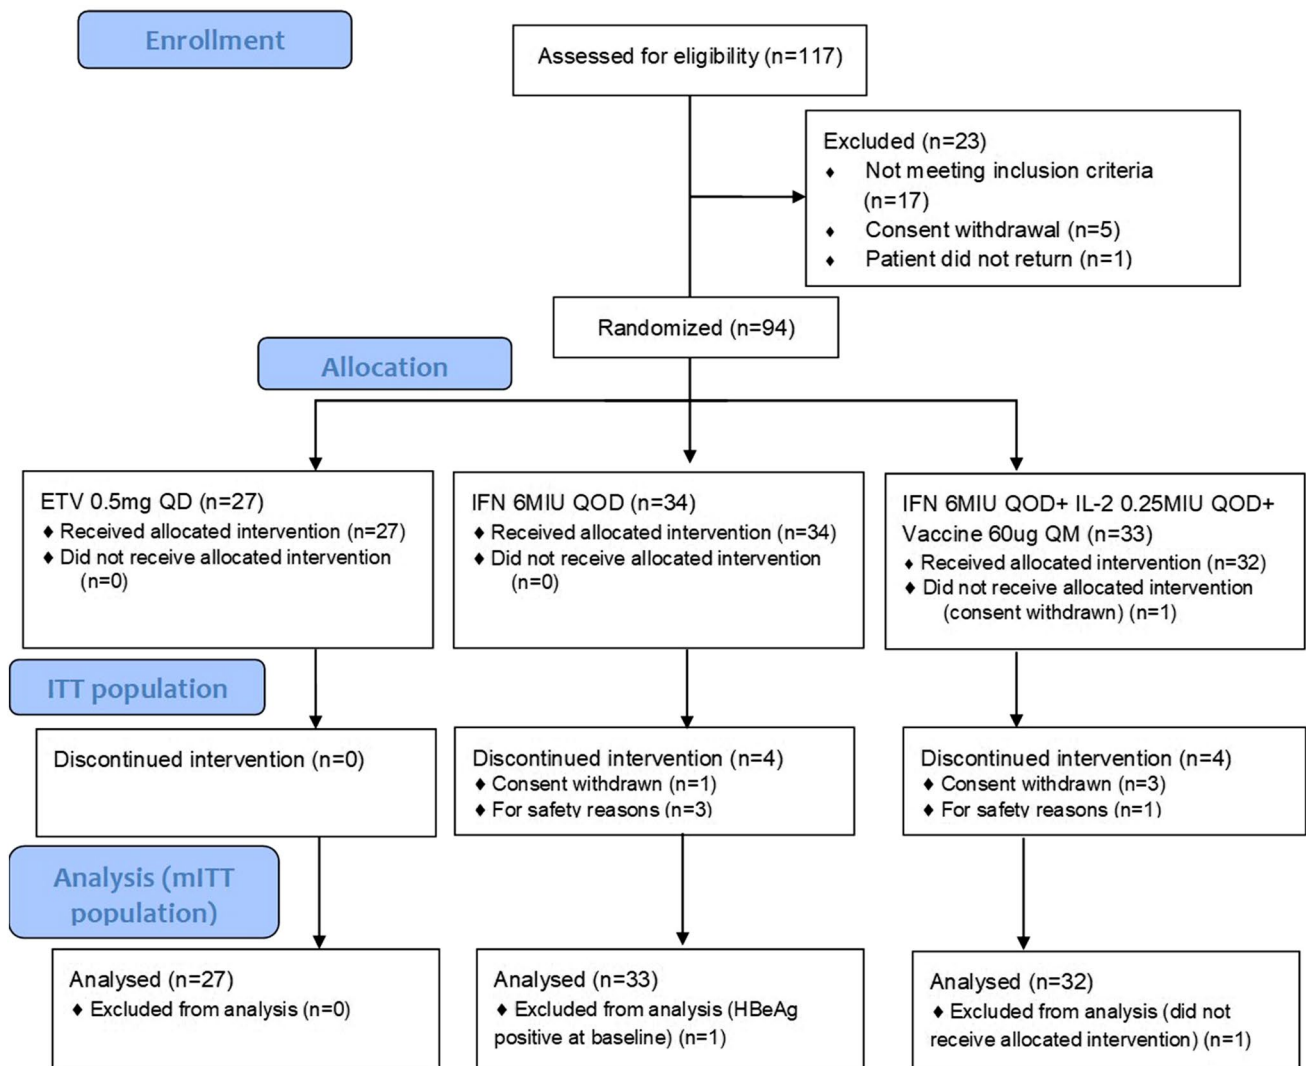 Enrollment
Assessed for eligibility (n=117)
Excluded (n=23)
♦ Not meeting inclusion criteria
(n=17)
♦ Consent withdrawal (n=5)
♦ Patient did not return (n=1)
Randomized (n=94)
Allocation
ETV 0.5mg QD (n=27)
♦ Received allocated intervention (n=27)
♦ Did not receive allocated intervention
(n=0)
IFN 6MIU QOD (n=34)
♦ Received allocated intervention (n=34)
♦ Did not receive allocated intervention
(n=0)
IFN 6MIU QOD+ IL-2 0.25MIU QOD+
Vaccine 60ug QM (n=33)
♦ Received allocated intervention (n=32)
♦ Did not receive allocated intervention
(consent withdrawn) (n=1)
ITT population
Discontinued intervention (n=0)
Discontinued intervention (n=4)
♦ Consent withdrawn (n=1)
♦ For safety reasons (n=3)
Discontinued intervention (n=4)
♦ Consent withdrawn (n=3)
♦ For safety reasons (n=1)
Analysis (mITT
population)
Analysed (n=27)
♦ Excluded from analysis (n=0)
Analysed (n=33)
♦ Excluded from analysis (HBeAg
positive at baseline) (n=1)
Analysed (n=32)
♦ Excluded from analysis (did not
receive allocated intervention) (n=1)